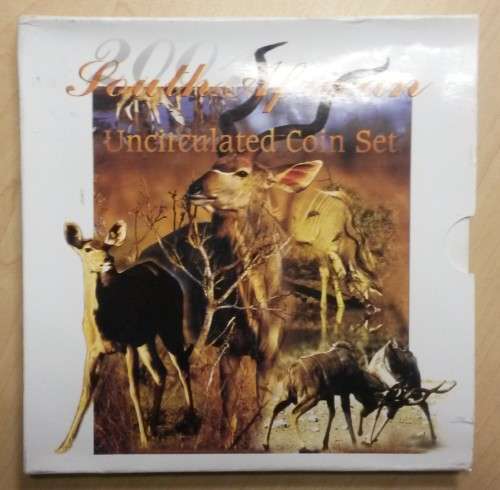 South African
Uncirculated Coin Set